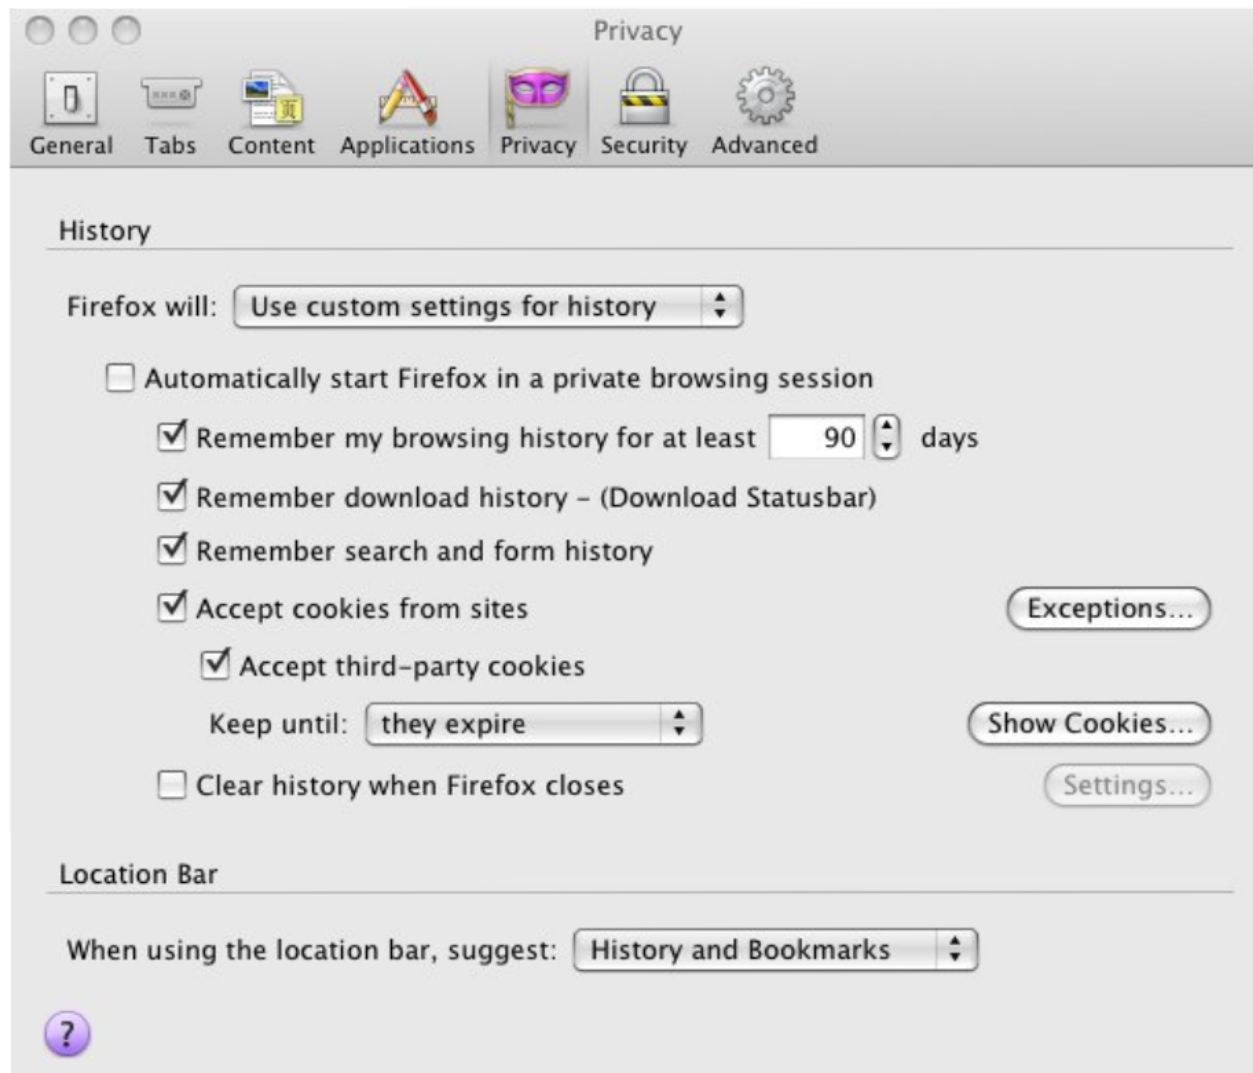 Privacy
General Tabs Content Applications Privacy Security Advanced
History
Firefox will: Use custom settings for history
Automatically start Firefox in a private browsing session
Remember my browsing history for at least 90 days
Remember download history – (Download Statusbar)
Remember search and form history
Accept cookies from sites Exceptions...
Accept third-party cookies
Keep until: they expire Show Cookies...
Clear history when Firefox closes Settings...
Location Bar
When using the location bar, suggest: History and Bookmarks
?